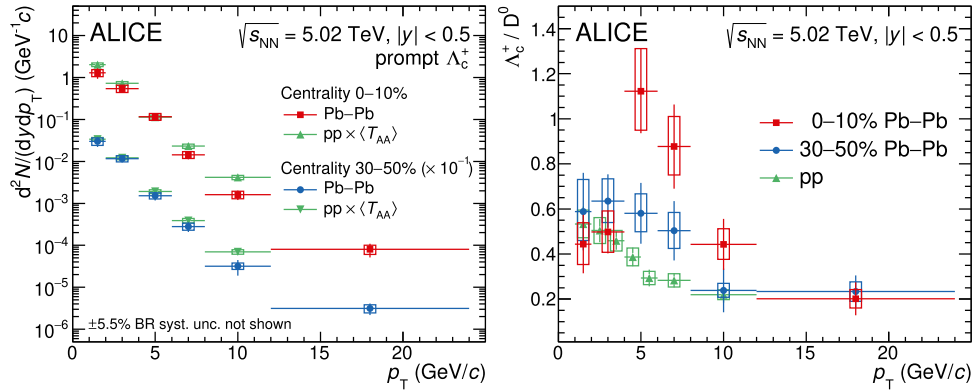 ALICE
√sNN = 5.02 TeV, |y| < 0.5
prompt Λc+
Centrality 0–10%
Pb–Pb
pp × ⟨TAA⟩
Centrality 30–50% (× 10⁻¹)
Pb–Pb
pp × ⟨TAA⟩
±5.5% BR syst. unc. not shown
d²N/(dydpT) (GeV⁻¹c)
10
1
10⁻¹
10⁻²
10⁻³
10⁻⁴
10⁻⁵
10⁻⁶
0 5 10 15 20
pT (GeV/c)
ALICE
√sNN = 5.02 TeV, |y| < 0.5
0–10% Pb–Pb
30–50% Pb–Pb
pp
Λc+ / D⁰
1.4
1.2
1
0.8
0.6
0.4
0.2
0 5 10 15 20
pT (GeV/c)